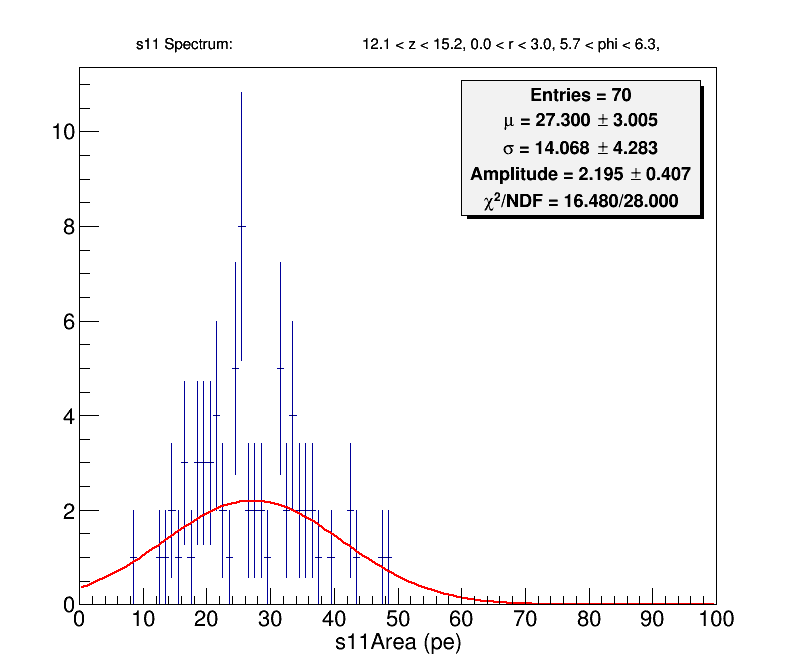 s11 Spectrum: 12.1 < z < 15.2, 0.0 < r < 3.0, 5.7 < phi < 6.3,
Entries = 70
μ = 27.300 ± 3.005
σ = 14.068 ± 4.283
Amplitude = 2.195 ± 0.407
χ²/NDF = 16.480/28.000
10
8
6
4
2
0
0 10 20 30 40 50 60 70 80 90 100
s11Area (pe)